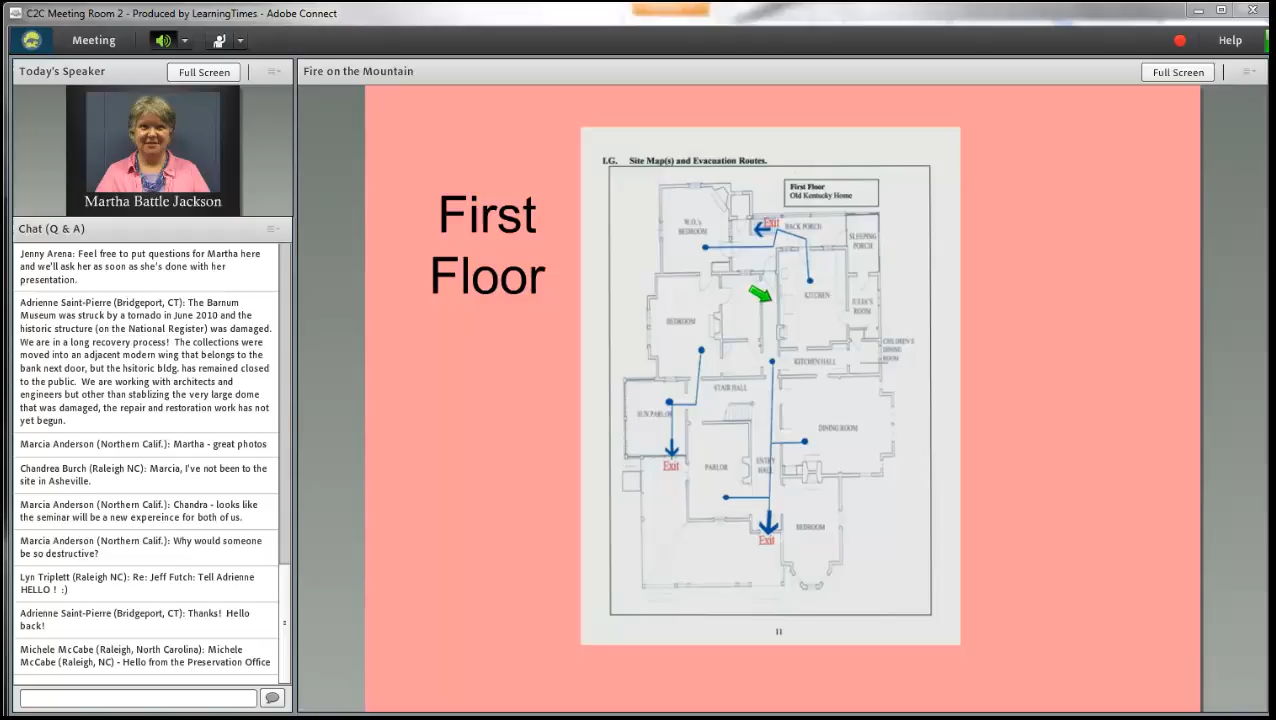 C2C Meeting Room 2 - Produced by LearningTimes - Adobe Connect
Meeting
Help
Today's Speaker
Full Screen
Martha Battle Jackson
Chat (Q & A)
Jenny Arena: Feel free to put questions for Martha here
and we'll ask her as soon as she's done with her
presentation.
Adrienne Saint-Pierre (Bridgeport, CT): The Barnum
Museum was struck by a tornado in June 2010 and the
historic structure (on the National Register) was damaged.
We are in a long recovery process! The collections were
moved into an adjacent modern wing that belongs to the
bank next door, but the historic bldg. has remained closed
to the public. We are working with architects and
engineers but other than stablizing the very large dome
that was damaged, the repair and restoration work has not
yet begun.
Marcia Anderson (Northern Calif.): Martha - great photos
Chandrea Burch (Raleigh NC): Marcia, I've not been to the
site in Asheville.
Marcia Anderson (Northern Calif.): Chandra - looks like
the seminar will be a new expereince for both of us.
Marcia Anderson (Northern Calif.): Why would someone
be so destructive?
Lyn Triplett (Raleigh NC): Re: Jeff Futch: Tell Adrienne
HELLO ! :)
Adrienne Saint-Pierre (Bridgeport, CT): Thanks! Hello
back!
Michele McCabe (Raleigh, North Carolina): Michele
McCabe (Raleigh, NC) - Hello from the Preservation Office
Fire on the Mountain
Full Screen
First
Floor
I.G. Site Map(s) and Evacuation Routes.
First Floor
Old Kentucky Home
W.O.'s
BEDROOM
Exit
BACK PORCH
SLEEPING
PORCH
KITCHEN
JULIA'S
ROOM
BEDROOM
CHILDREN'S
DINING
ROOM
KITCHEN HALL
STAIR HALL
SUN PARLOR
DINING ROOM
Exit
PARLOR
ENTRY
HALL
BEDROOM
Exit
11